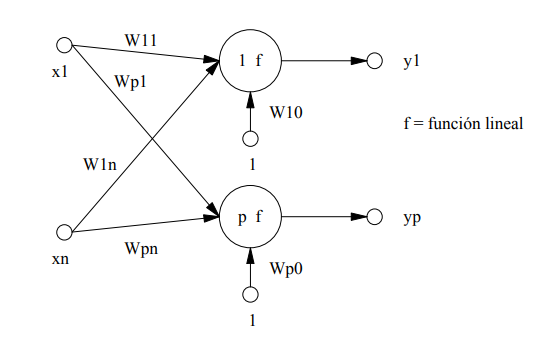 W11
x1
Wp1
1 f
y1
W10
f = función lineal
1
W1n
p f
yp
xn
Wpn
Wp0
1